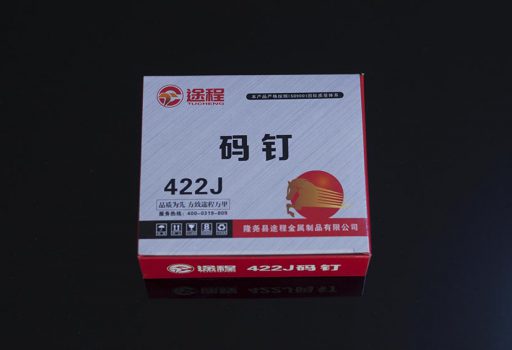 途程
TUCHENG
本产品严格按照ISO9001国际质量体系
码钉
422J
品质为先 方致途程万里
服务热线：400-0319-809
隆尧县途程金属制品有限公司
途程 422J码钉